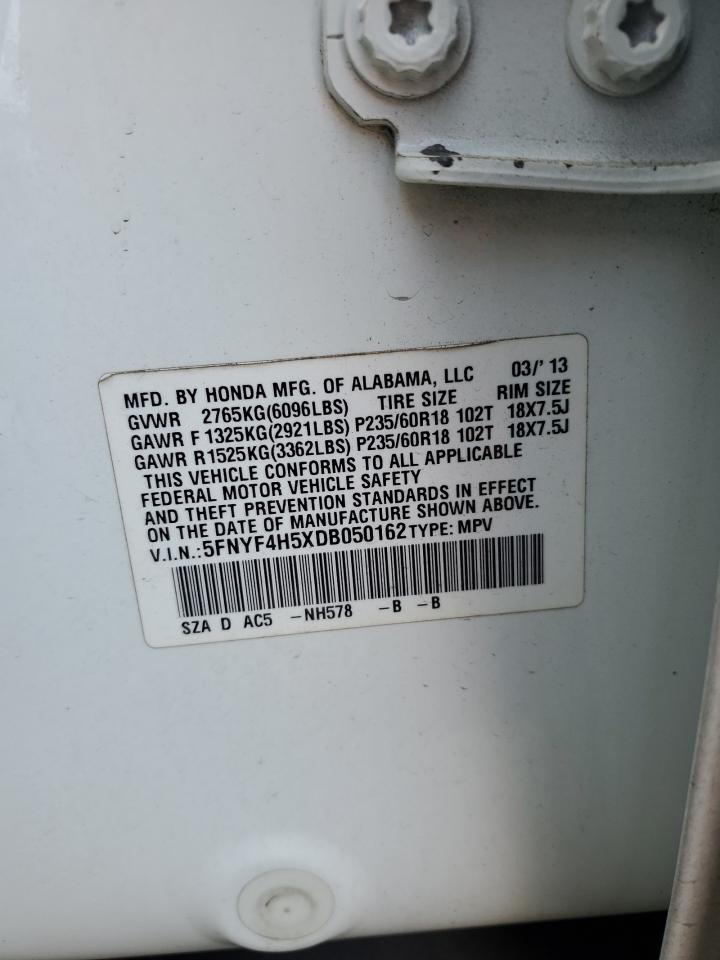 MFD. BY HONDA MFG. OF ALABAMA, LLC 03/'13
GVWR 2765KG(6096LBS) TIRE SIZE RIM SIZE
GAWR F 1325KG(2921LBS) P235/60R18 102T 18X7.5J
GAWR R1525KG(3362LBS) P235/60R18 102T 18X7.5J
THIS VEHICLE CONFORMS TO ALL APPLICABLE
FEDERAL MOTOR VEHICLE SAFETY
AND THEFT PREVENTION STANDARDS IN EFFECT
ON THE DATE OF MANUFACTURE SHOWN ABOVE.
V.I.N.:5FNYF4H5XDB050162 TYPE: MPV
SZA D AC5 -NH578 -B -B